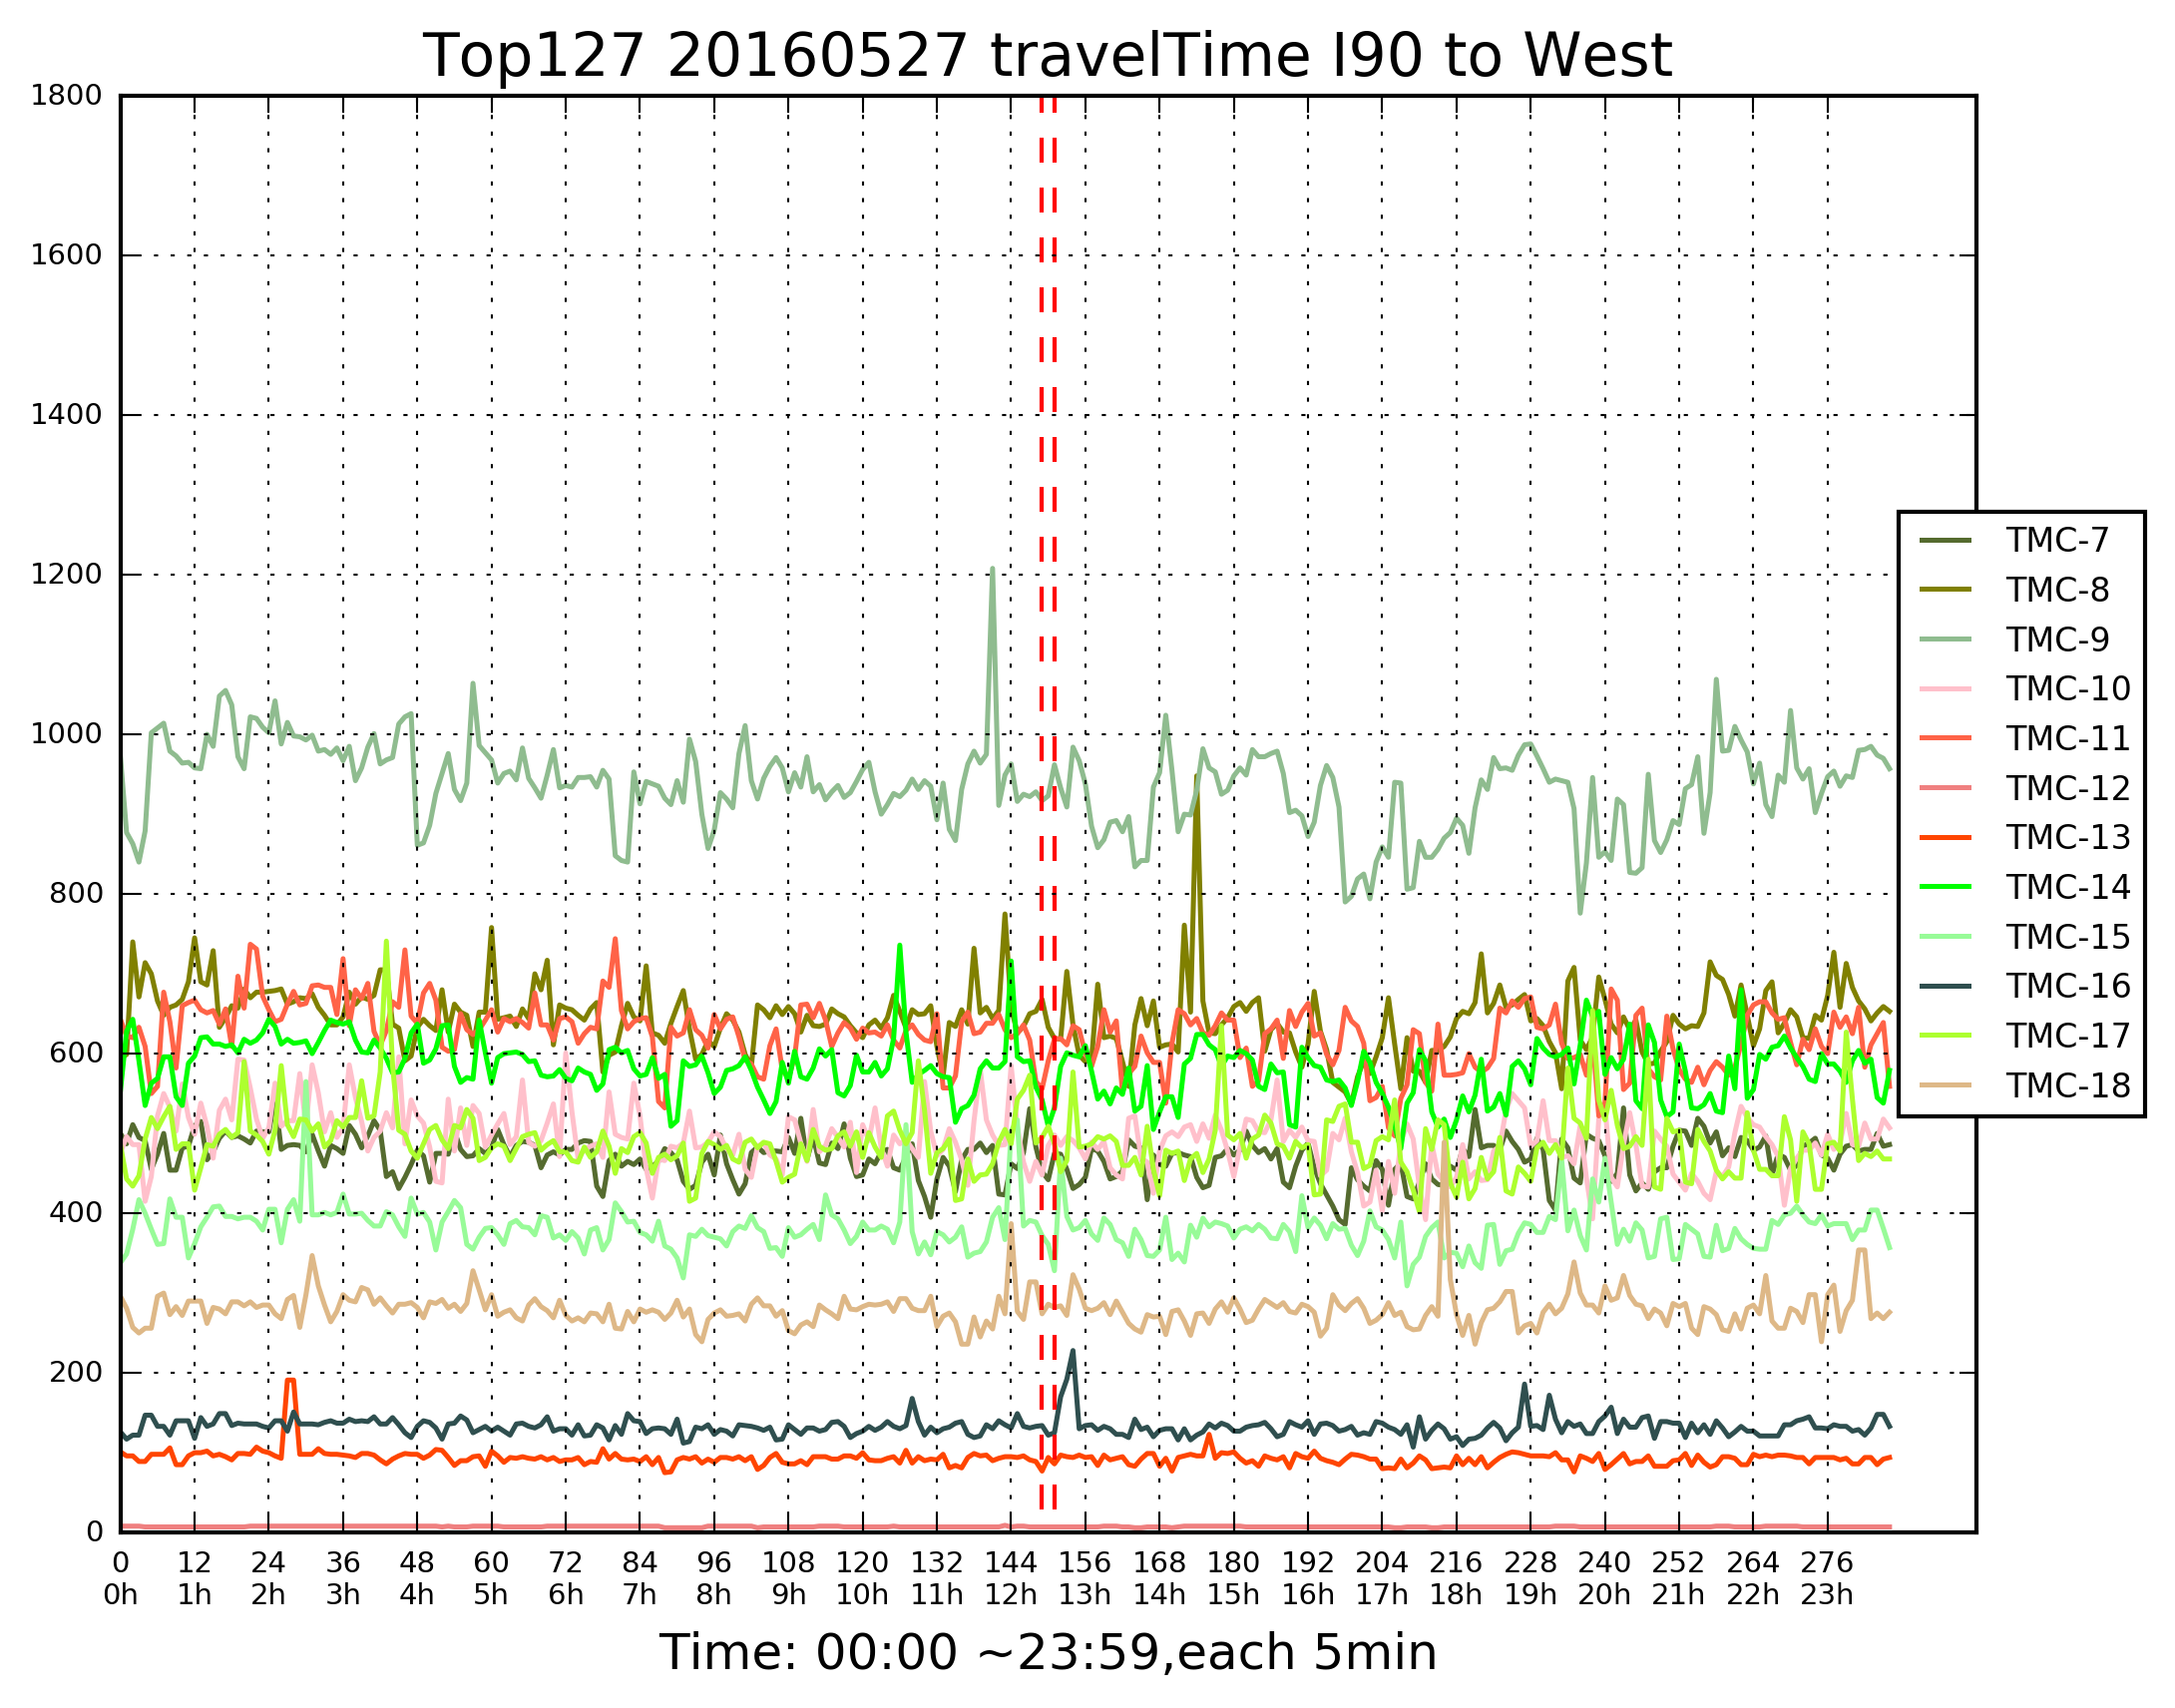 Top127 20160527 travelTime I90 to West
1800
1600
1400
1200
1000
800
600
400
200
0
TMC-7
TMC-8
TMC-9
TMC-10
TMC-11
TMC-12
TMC-13
TMC-14
TMC-15
TMC-16
TMC-17
TMC-18
0 12 24 36 48 60 72 84 96 108 120 132 144 156 168 180 192 204 216 228 240 252 264 276
0h 1h 2h 3h 4h 5h 6h 7h 8h 9h 10h 11h 12h 13h 14h 15h 16h 17h 18h 19h 20h 21h 22h 23h
Time: 00:00 ~23:59,each 5min